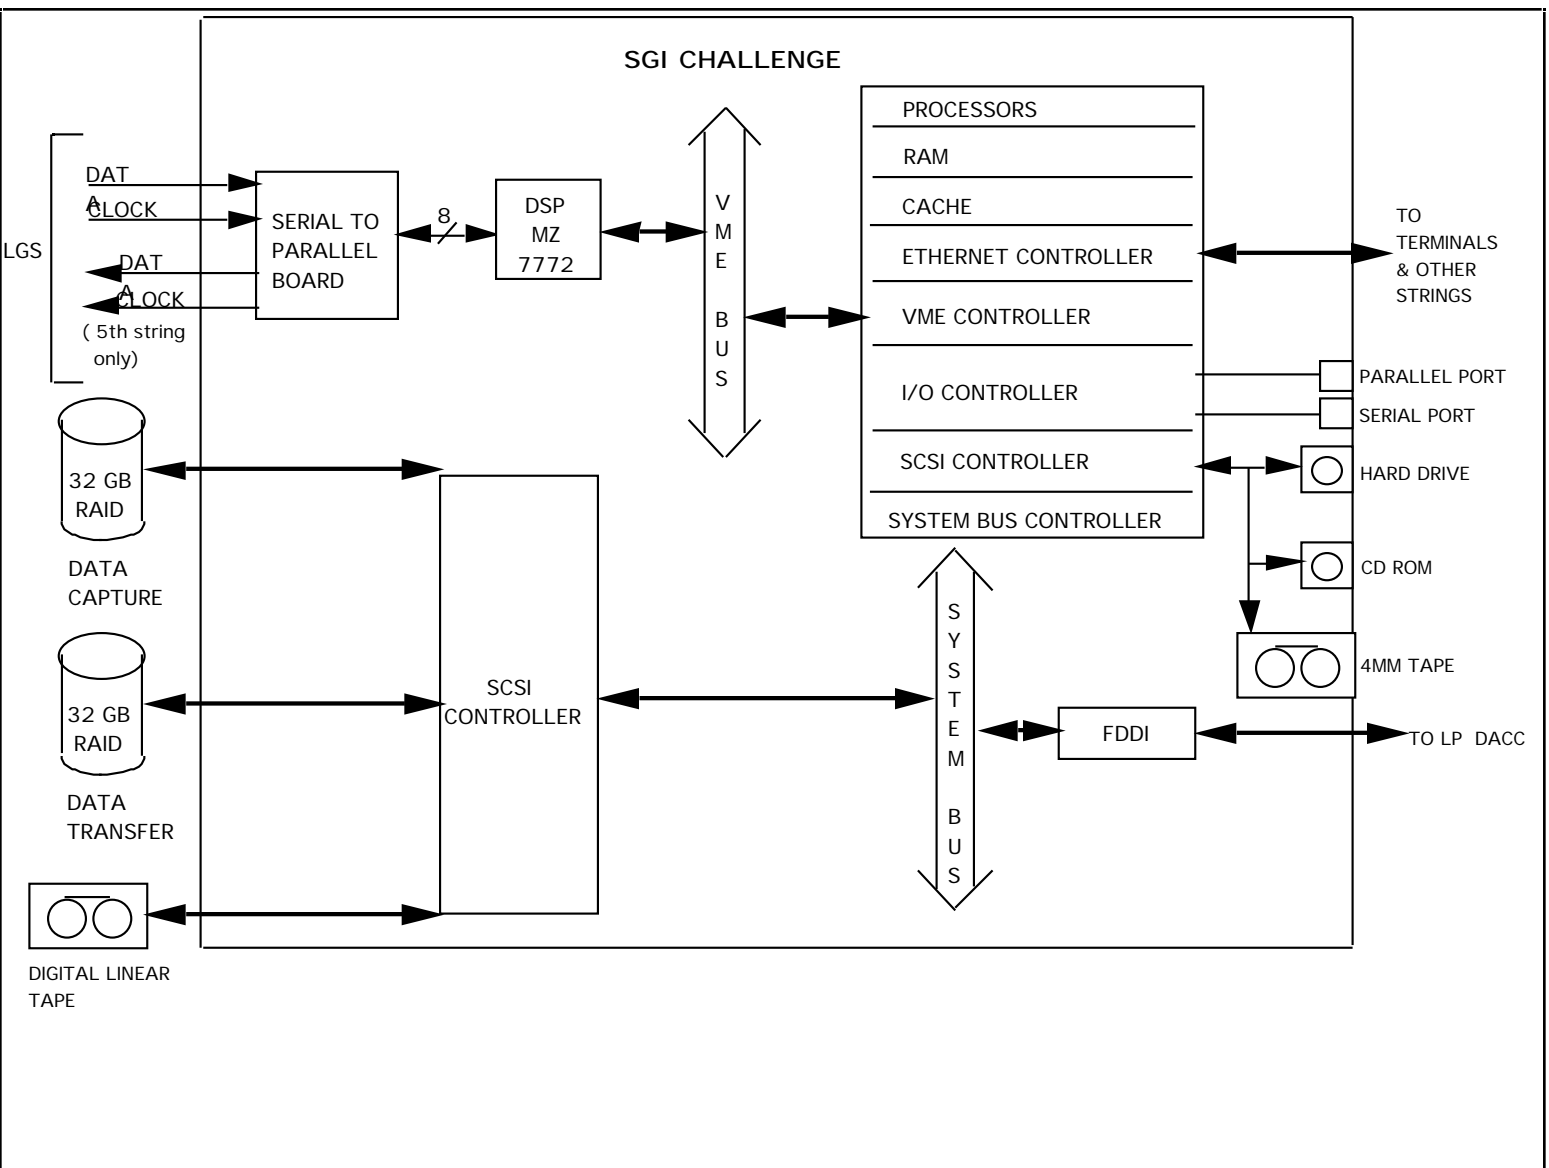 SGI CHALLENGE
PROCESSORS
RAM
CACHE
ETHERNET CONTROLLER
VME CONTROLLER
I/O CONTROLLER
SCSI CONTROLLER
SYSTEM BUS CONTROLLER
LGS
DAT
A
CLOCK
DAT
A
CLOCK
( 5th string
only)
SERIAL TO
PARALLEL
BOARD
8
DSP
MZ
7772
V
M
E
B
U
S
TO
TERMINALS
& OTHER
STRINGS
PARALLEL PORT
SERIAL PORT
HARD DRIVE
CD ROM
4MM TAPE
32 GB
RAID
DATA
CAPTURE
32 GB
RAID
DATA
TRANSFER
SCSI
CONTROLLER
S
Y
S
T
E
M
B
U
S
FDDI
TO LP DACC
DIGITAL LINEAR
TAPE